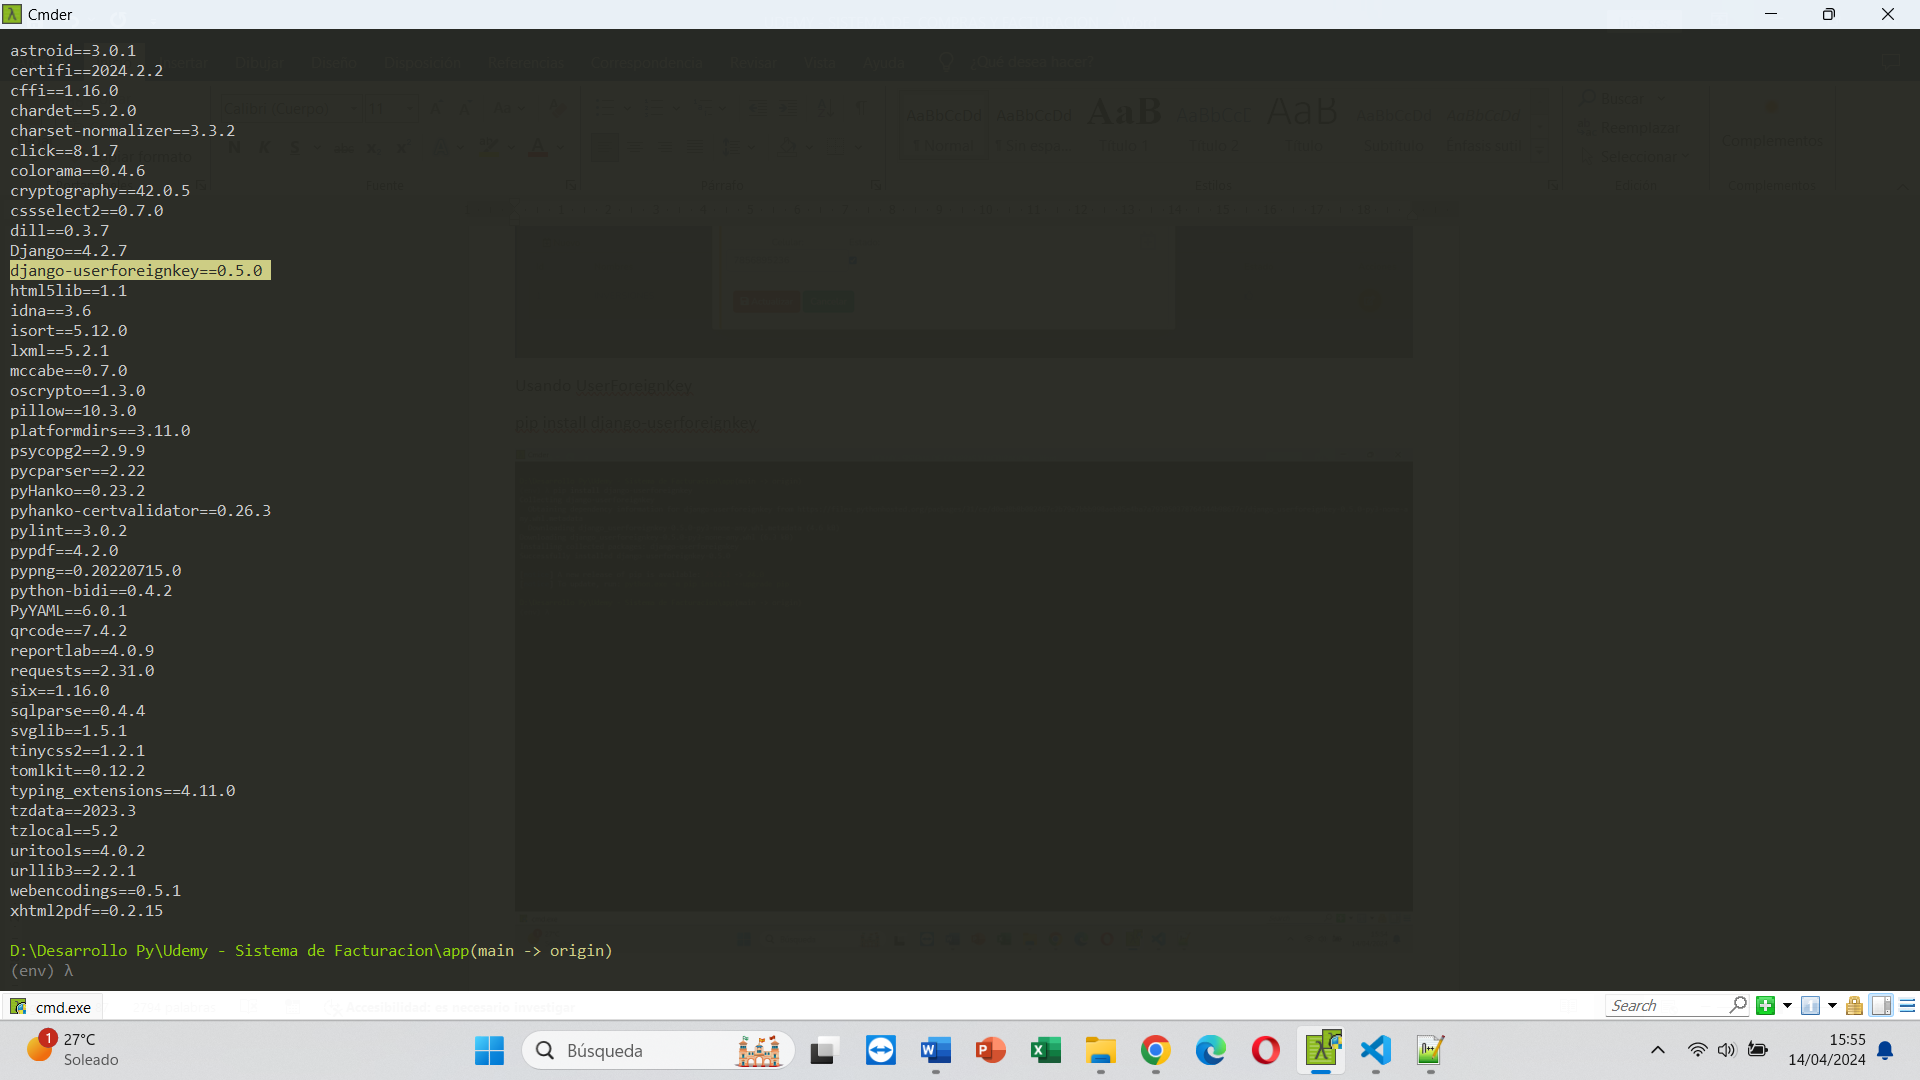 Cmder
astroid==3.0.1
certifi==2024.2.2
cffi==1.16.0
chardet==5.2.0
charset-normalizer==3.3.2
click==8.1.7
colorama==0.4.6
cryptography==42.0.5
cssselect2==0.7.0
dill==0.3.7
Django==4.2.7
django-userforeignkey==0.5.0
html5lib==1.1
idna==3.6
isort==5.12.0
lxml==5.2.1
mccabe==0.7.0
oscrypto==1.3.0
pillow==10.3.0
platformdirs==3.11.0
psycopg2==2.9.9
pycparser==2.22
pyHanko==0.23.2
pyhanko-certvalidator==0.26.3
pylint==3.0.2
pypdf==4.2.0
pypng==0.20220715.0
python-bidi==0.4.2
PyYAML==6.0.1
qrcode==7.4.2
reportlab==4.0.9
requests==2.31.0
six==1.16.0
sqlparse==0.4.4
svglib==1.5.1
tinycss2==1.2.1
tomlkit==0.12.2
typing_extensions==4.11.0
tzdata==2023.3
tzlocal==5.2
uritools==4.0.2
urllib3==2.2.1
webencodings==0.5.1
xhtml2pdf==0.2.15
D:\Desarrollo Py\Udemy - Sistema de Facturacion\app(main -> origin)
(env) λ
Usando UserForeignKey
pip install django-userforeignkey
cmd.exe
Search
1
27°C
Soleado
Búsqueda
15:55
14/04/2024